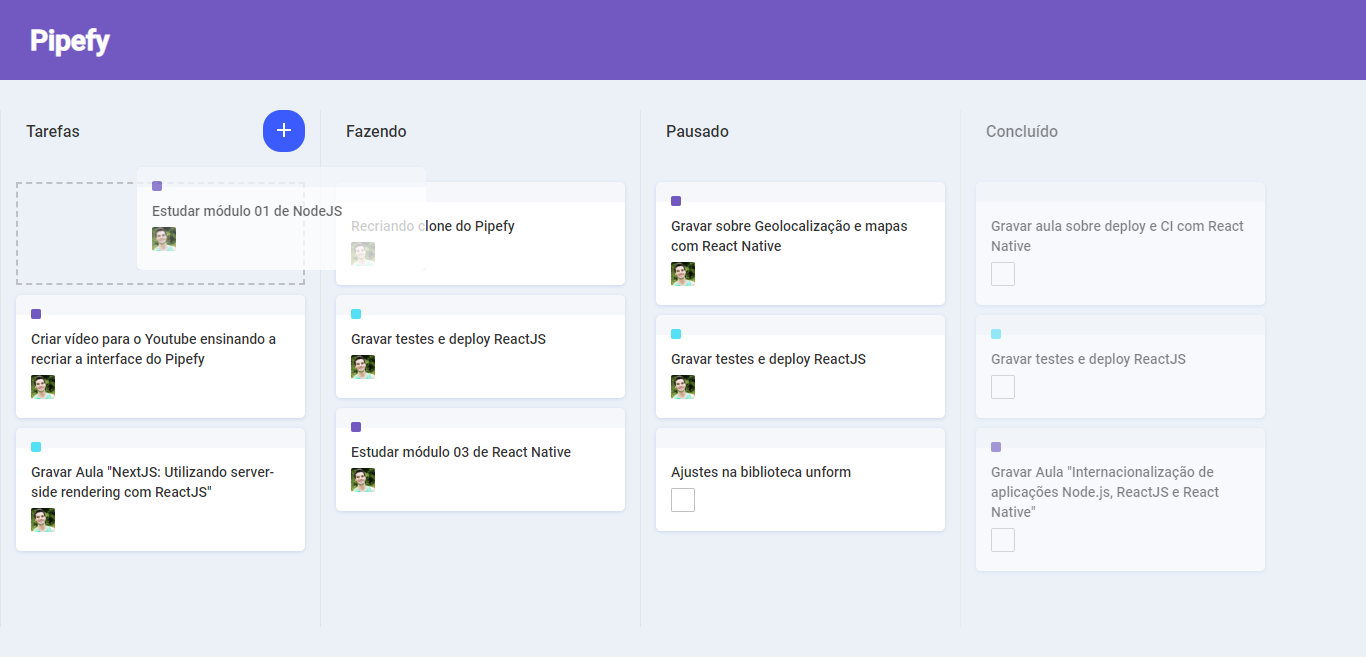 Pipefy
Tarefas
Estudar módulo 01 de NodeJS
Criar vídeo para o Youtube ensinando a
recriar a interface do Pipefy
Gravar Aula "NextJS: Utilizando server-
side rendering com ReactJS"
Fazendo
Recriando clone do Pipefy
Gravar testes e deploy ReactJS
Estudar módulo 03 de React Native
Pausado
Gravar sobre Geolocalização e mapas
com React Native
Gravar testes e deploy ReactJS
Ajustes na biblioteca unform
Concluído
Gravar aula sobre deploy e CI com React
Native
Gravar testes e deploy ReactJS
Gravar Aula "Internacionalização de
aplicações Node.js, ReactJS e React
Native"